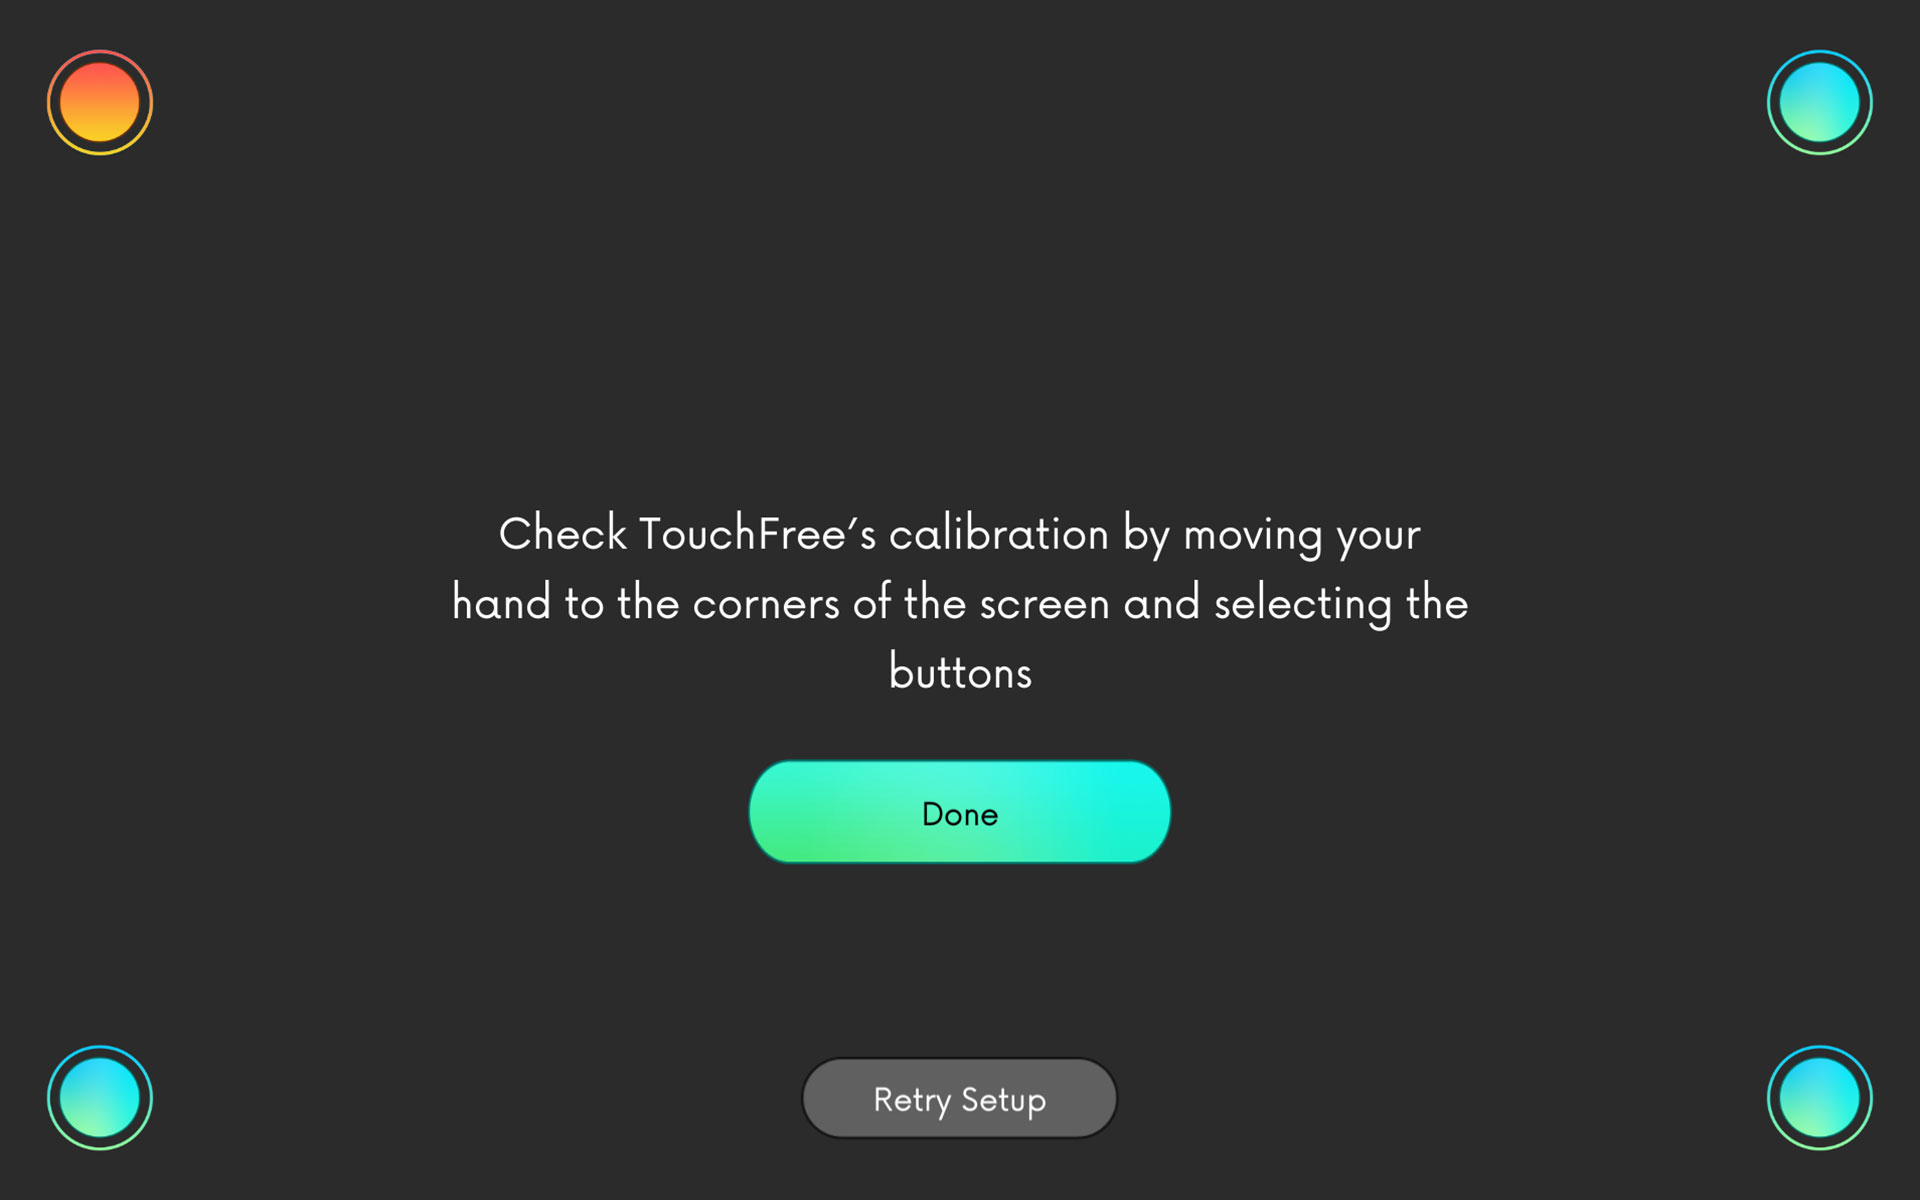 Check TouchFree’s calibration by moving your
hand to the corners of the screen and selecting the
buttons
Done
Retry Setup